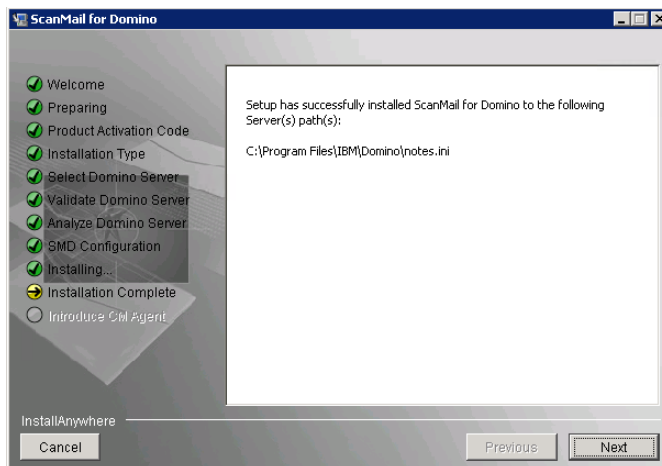 ScanMail for Domino
Welcome
Preparing
Product Activation Code
Installation Type
Select Domino Server
Validate Domino Server
Analyze Domino Server
SMD Configuration
Installing...
Installation Complete
Introduce CM Agent
Setup has successfully installed ScanMail for Domino to the following
Server(s) path(s):
C:\Program Files\IBM\Domino\notes.ini
InstallAnywhere
Cancel
Previous
Next